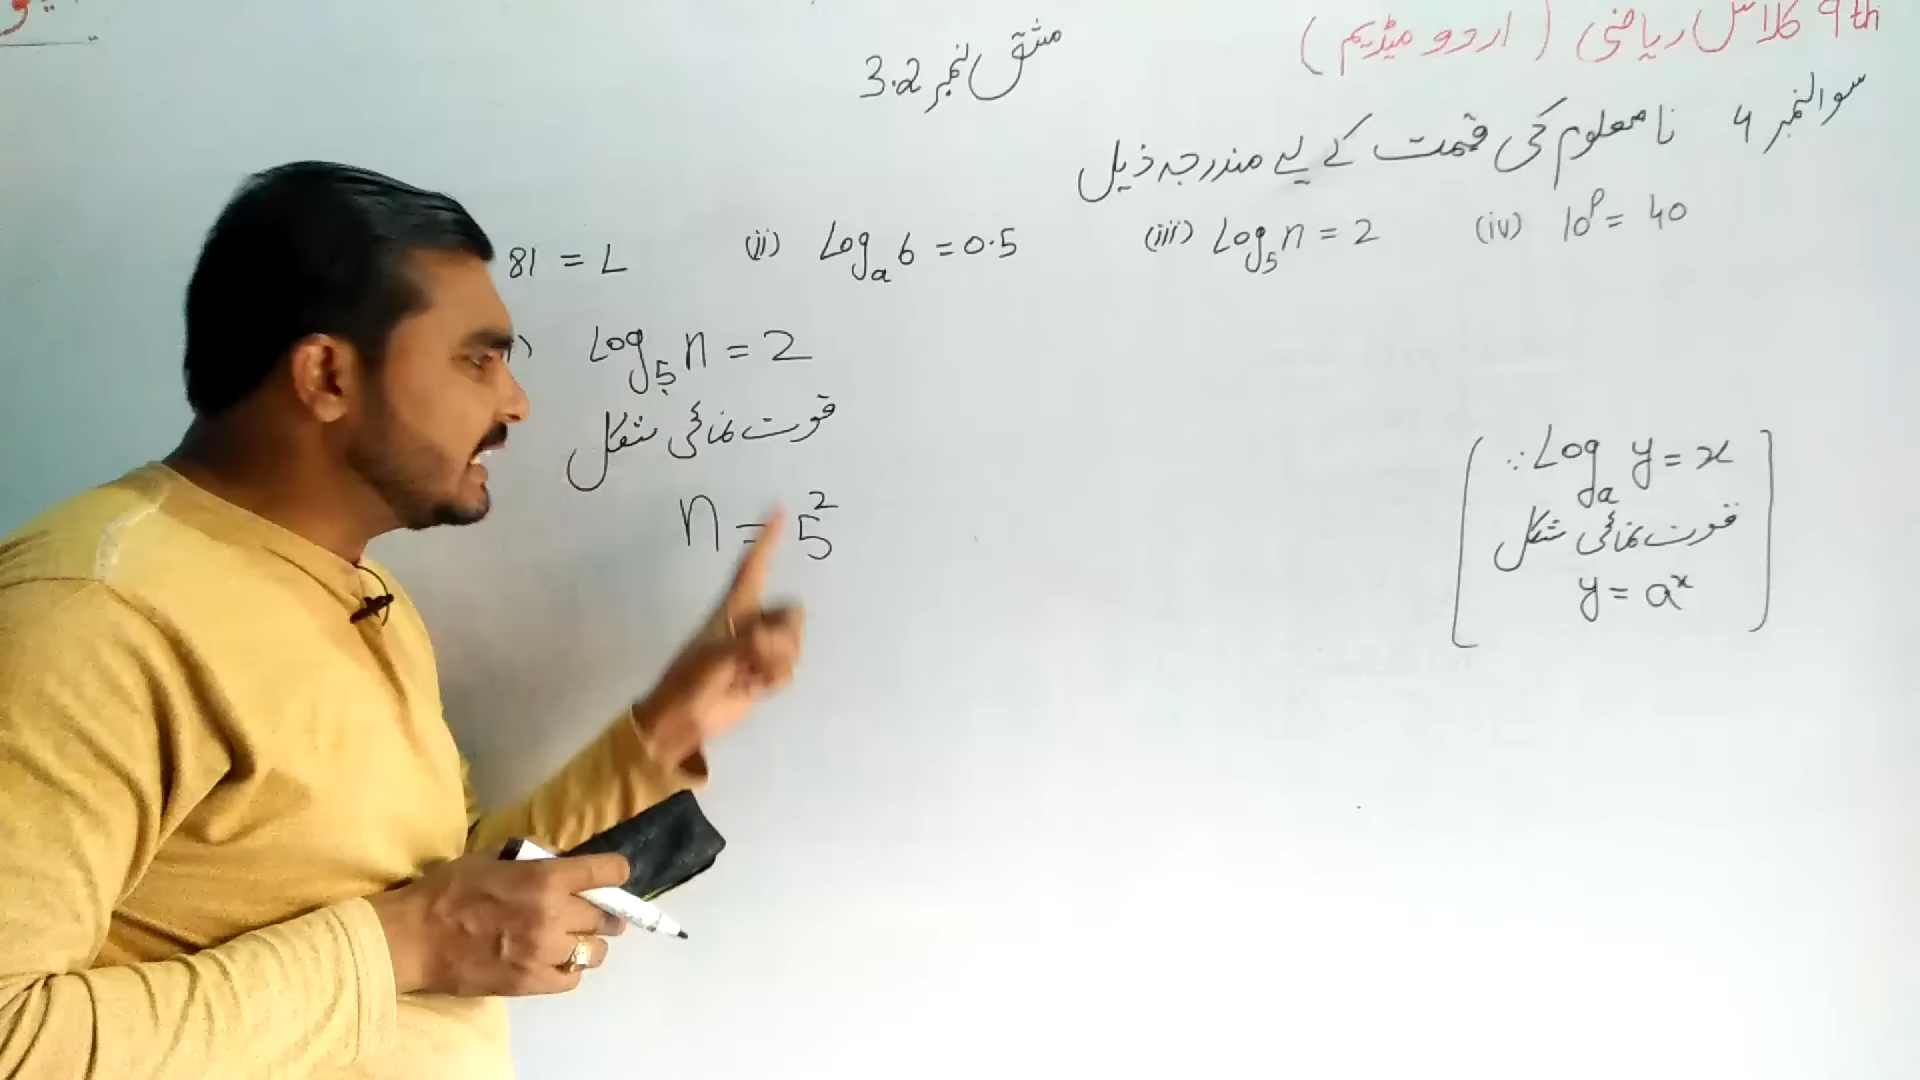 9th کلاس ریاضی (اردو میڈیم)
مشق نمبر 3.2
سوال نمبر 4 نا معلوم کی قیمت کے لیے مندرجہ ذیل
81 = L (ii) Log_a 6 = 0.5 (iii) Log_5 n = 2 (iv) 10^p = 40
Log_5 n = 2
قوت نمائی شکل
n = 5^2
∵ Log_a y = x
قوت نمائی شکل
y = a^x